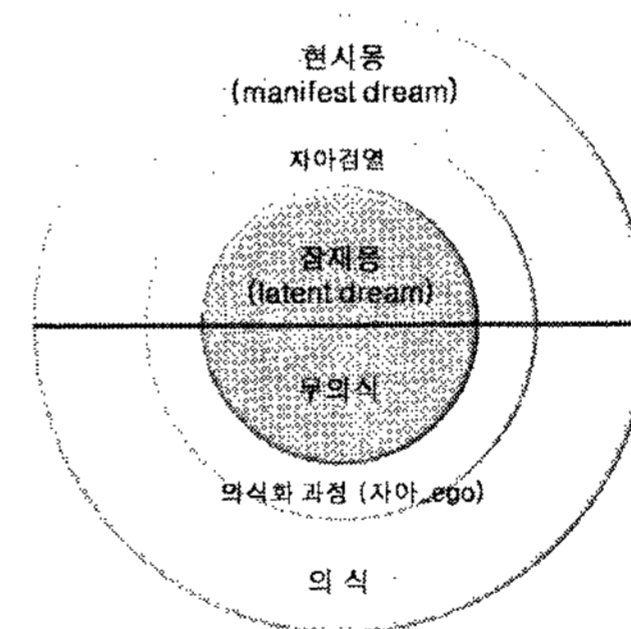 현시몽
(manifest dream)
자아검열
잠재몽
(latent dream)
무의식
의식화 과정 (자아, ego)
의 식